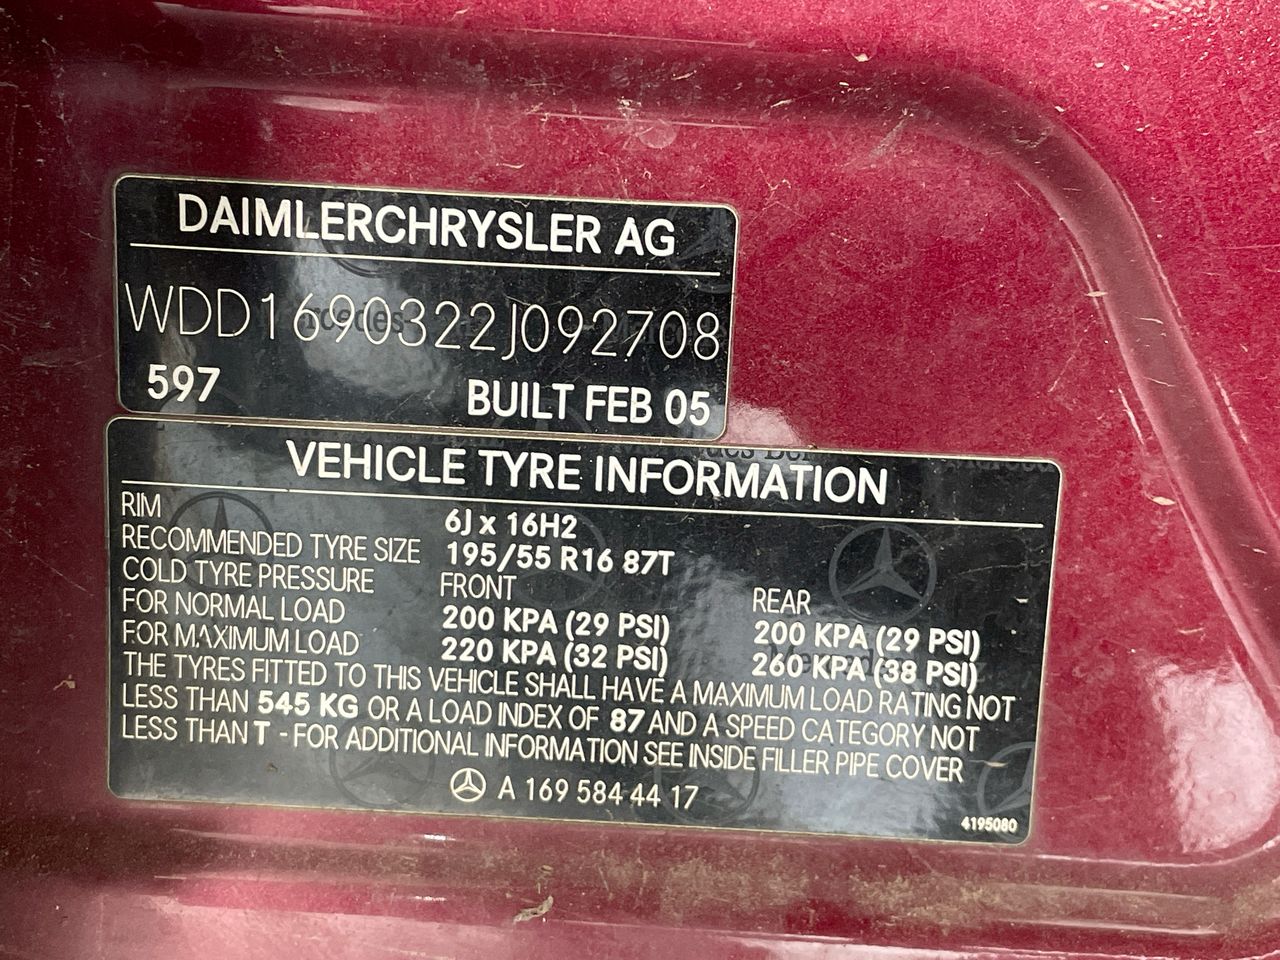 DAIMLERCHRYSLER AG
WDD1690322J092708
597 BUILT FEB 05
VEHICLE TYRE INFORMATION
RIM 6J x 16H2
RECOMMENDED TYRE SIZE 195/55 R16 87T
COLD TYRE PRESSURE FRONT REAR
FOR NORMAL LOAD 200 KPA (29 PSI) 200 KPA (29 PSI)
FOR MAXIMUM LOAD 220 KPA (32 PSI) 260 KPA (38 PSI)
THE TYRES FITTED TO THIS VEHICLE SHALL HAVE A MAXIMUM LOAD RATING NOT
LESS THAN 545 KG OR A LOAD INDEX OF 87 AND A SPEED CATEGORY NOT
LESS THAN T - FOR ADDITIONAL INFORMATION SEE INSIDE FILLER PIPE COVER
A 169 584 44 17
4195080